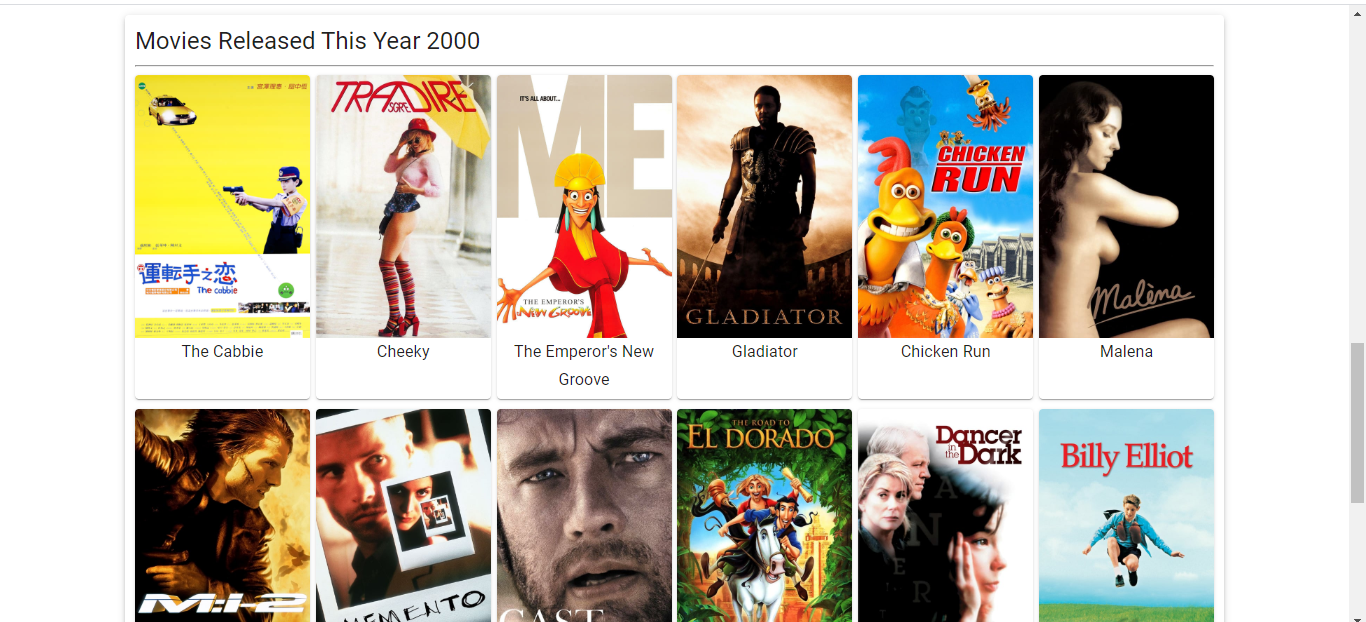 Movies Released This Year 2000
TRADIRE
SGRE
IT'S ALL ABOUT...
ME
THE EMPEROR'S
NEW GROOVE
GLADIATOR
CHICKEN
RUN
Malèna
運転手之恋
The cabbie
The Cabbie
Cheeky
The Emperor's New
Groove
Gladiator
Chicken Run
Malena
M:I-2
MEMENTO
CAST
THE ROAD TO
EL DORADO
Dancer
in the
Dark
Billy Elliot